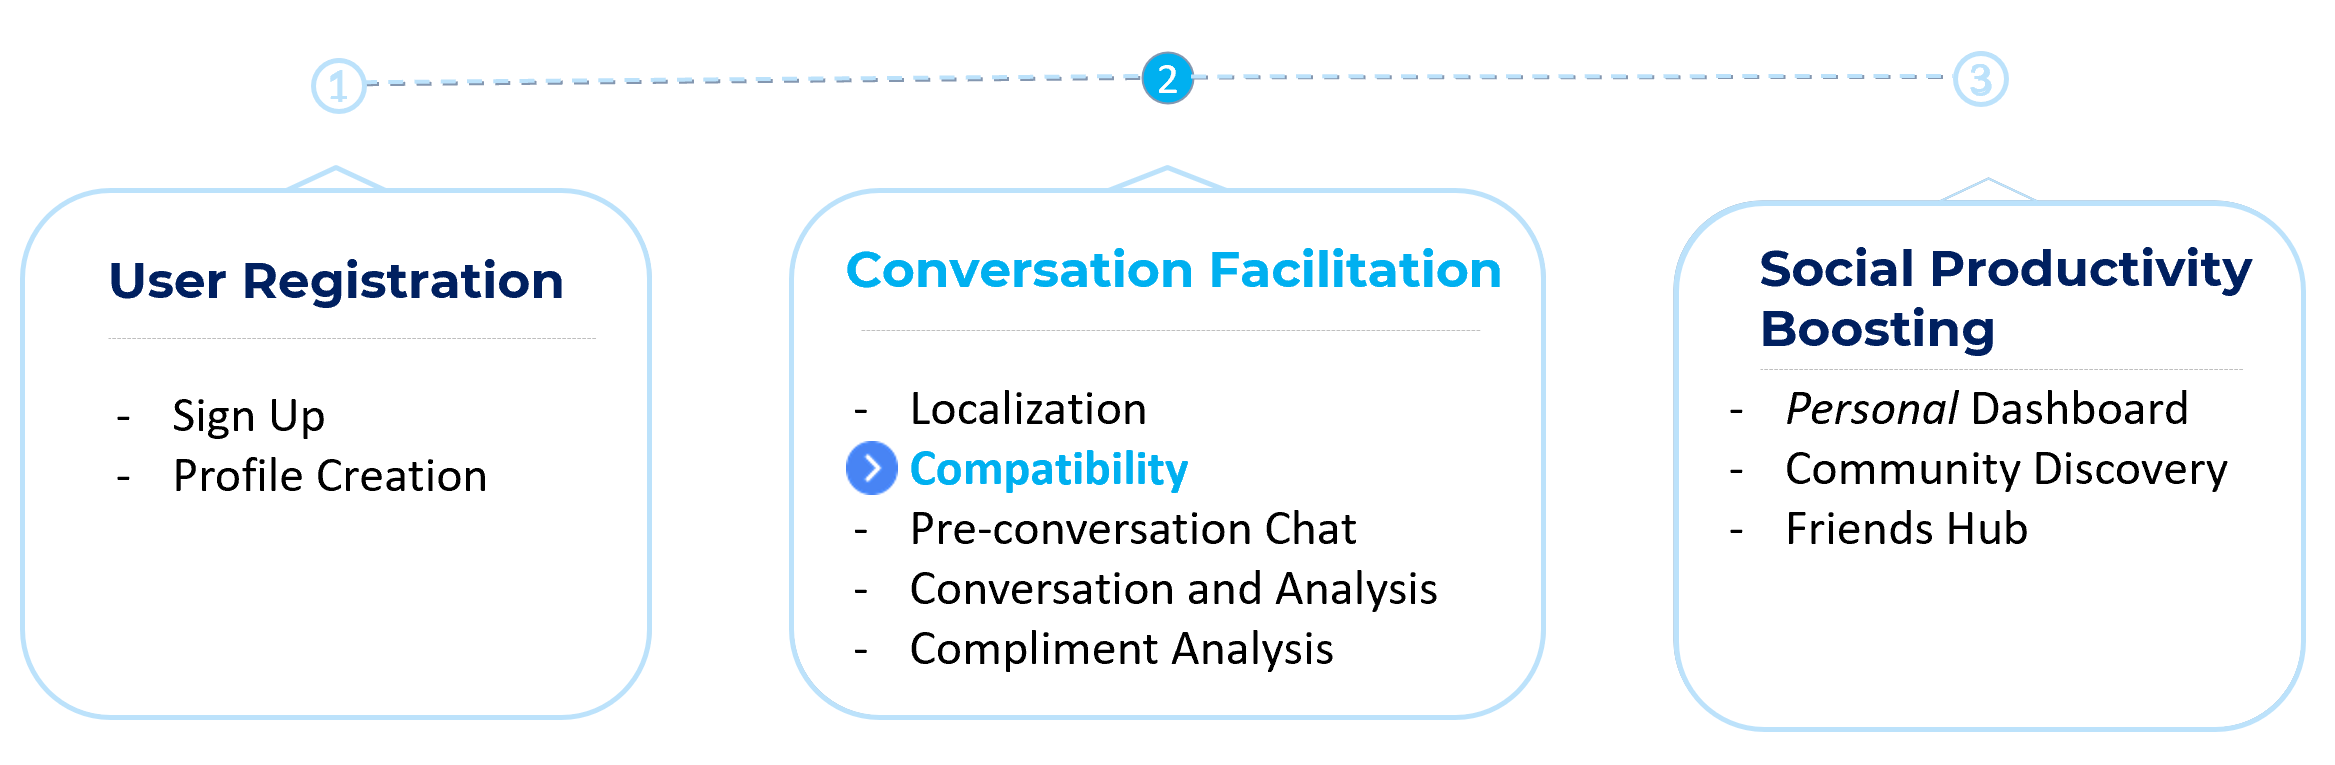 1
2
3
User Registration
- Sign Up
- Profile Creation
Conversation Facilitation
- Localization
Compatibility
- Pre-conversation Chat
- Conversation and Analysis
- Compliment Analysis
Social Productivity
Boosting
- Personal Dashboard
- Community Discovery
- Friends Hub